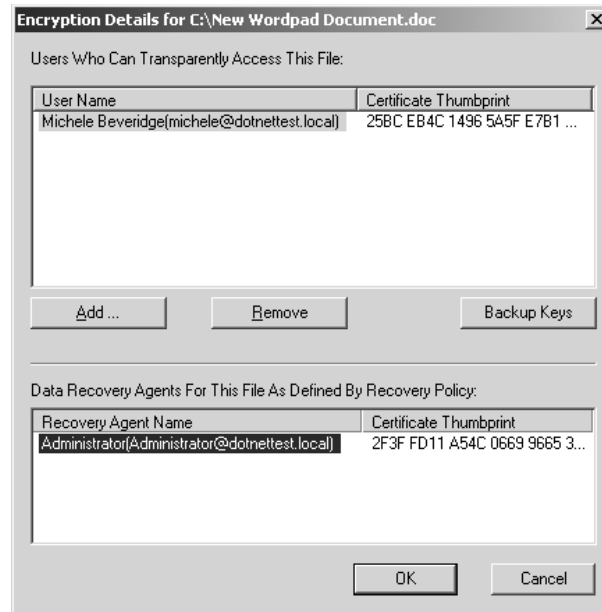 Encryption Details for C:\New Wordpad Document.doc
Users Who Can Transparently Access This File:
User Name Certificate Thumbprint
Michele Beveridge(michele@dotnettest.local) 25BC EB4C 1496 5A5F E7B1 ...
Add ... Remove Backup Keys
Data Recovery Agents For This File As Defined By Recovery Policy:
Recovery Agent Name Certificate Thumbprint
Administrator(Administrator@dotnettest.local) 2F3F FD11 A54C 0669 9665 3...
OK Cancel